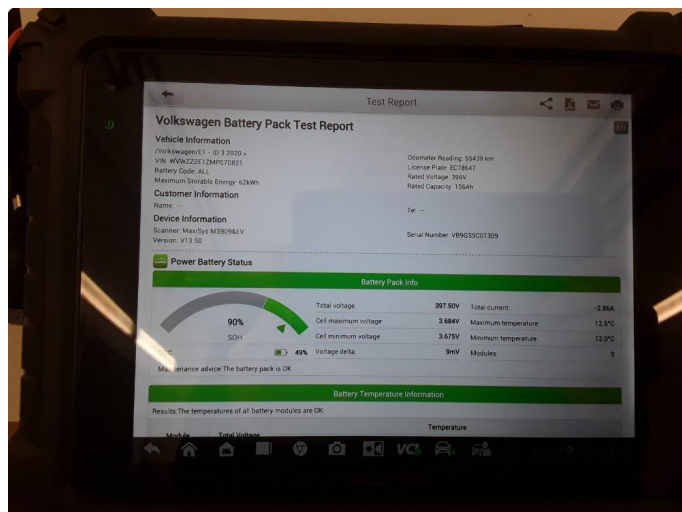 Test Report
Volkswagen Battery Pack Test Report
Vehicle Information
/Volkswagen/E1 - ID.3 2020 >
VIN: WVWZZZE1ZMP070821
Battery Code: ALL
Maximum Storable Energy: 62kWh
Odometer Reading: 55439 km
License Plate: EC78647
Rated Voltage: 396V
Rated Capacity: 156Ah
Customer Information
Name: --
Tel: --
Device Information
Scanner: MaxiSys MS909&EV
Version: V13.50
Serial Number: VB9GSSC01309
Power Battery Status
Battery Pack Info
90%
SOH
49%
Total voltage 397.50V Total current -2.86A
Cell maximum voltage 3.684V Maximum temperature 12.5°C
Cell minimum voltage 3.675V Minimum temperature 12.0°C
Voltage delta 9mV Modules 9
Maintenance advice:The battery pack is OK
Battery Temperature Information
Results:The temperatures of all battery modules are OK
Temperature
Module Total Voltage